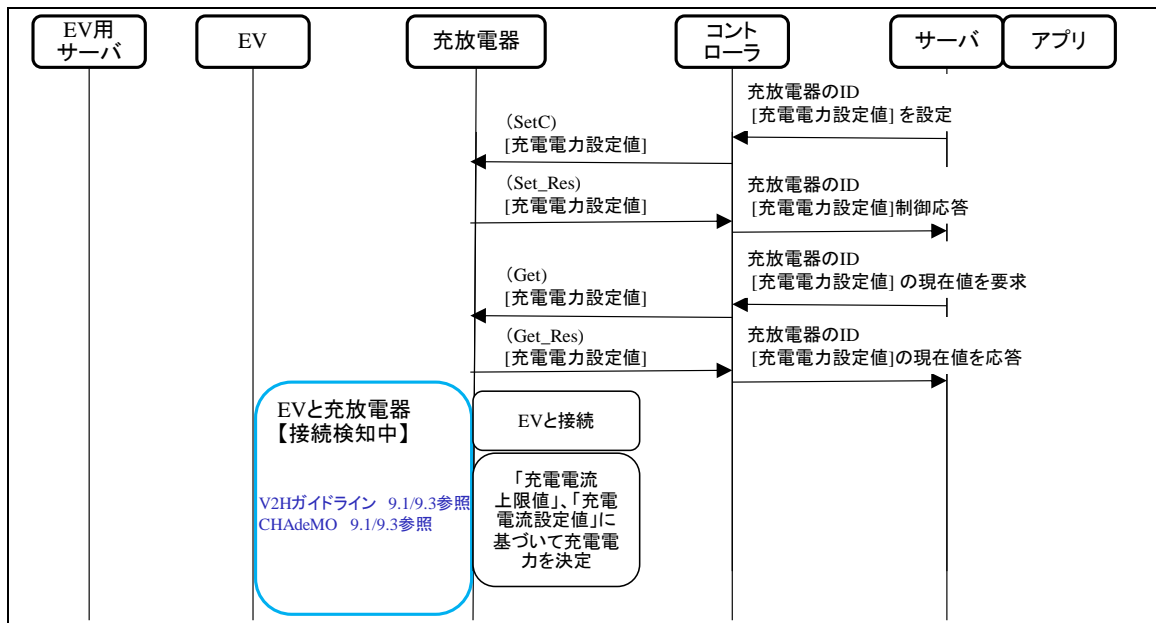 EV用
サーバ
EV
充放電器
コント
ローラ
サーバ
アプリ
充放電器のID
[充電電力設定値] を設定
（SetC)
[充電電力設定値]
（Set_Res)
[充電電力設定値]
充放電器のID
[充電電力設定値]制御応答
充放電器のID
[充電電力設定値] の現在値を要求
（Get)
[充電電力設定値]
（Get_Res)
[充電電力設定値]
充放電器のID
[充電電力設定値]の現在値を応答
EVと充放電器
【接続検知中】
V2Hガイドライン 9.1/9.3参照
CHAdeMO 9.1/9.3参照
EVと接続
「充電電流
上限値」、「充電
電流設定値」に
基づいて充電電
力を決定